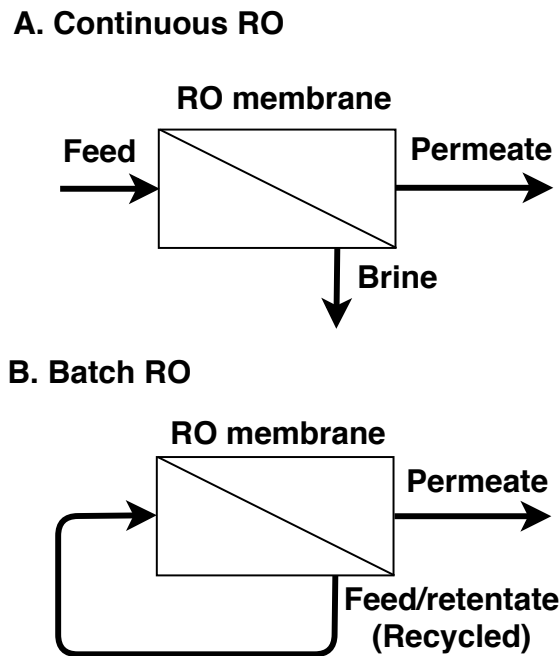 A. Continuous RO
RO membrane
Feed
Permeate
Brine
B. Batch RO
RO membrane
Permeate
Feed/retentate
(Recycled)